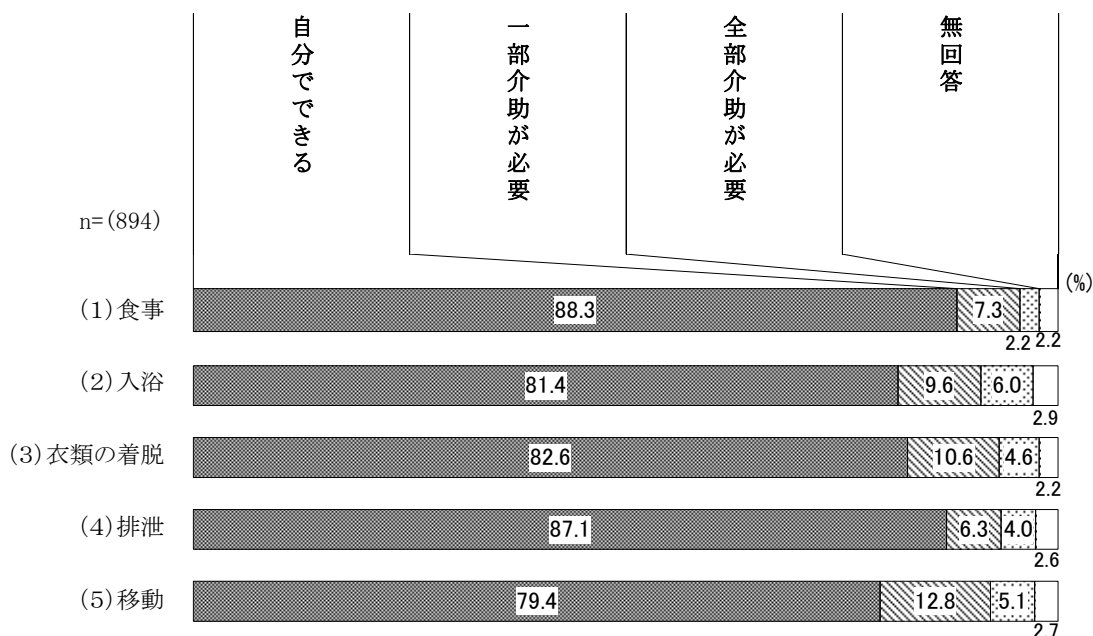 自分でできる
一部介助が必要
全部介助が必要
無回答
n=(894)
(%)
(1)食事
88.3
7.3
2.2
2.2
(2)入浴
81.4
9.6
6.0
2.9
(3)衣類の着脱
82.6
10.6
4.6
2.2
(4)排泄
87.1
6.3
4.0
2.6
(5)移動
79.4
12.8
5.1
2.7